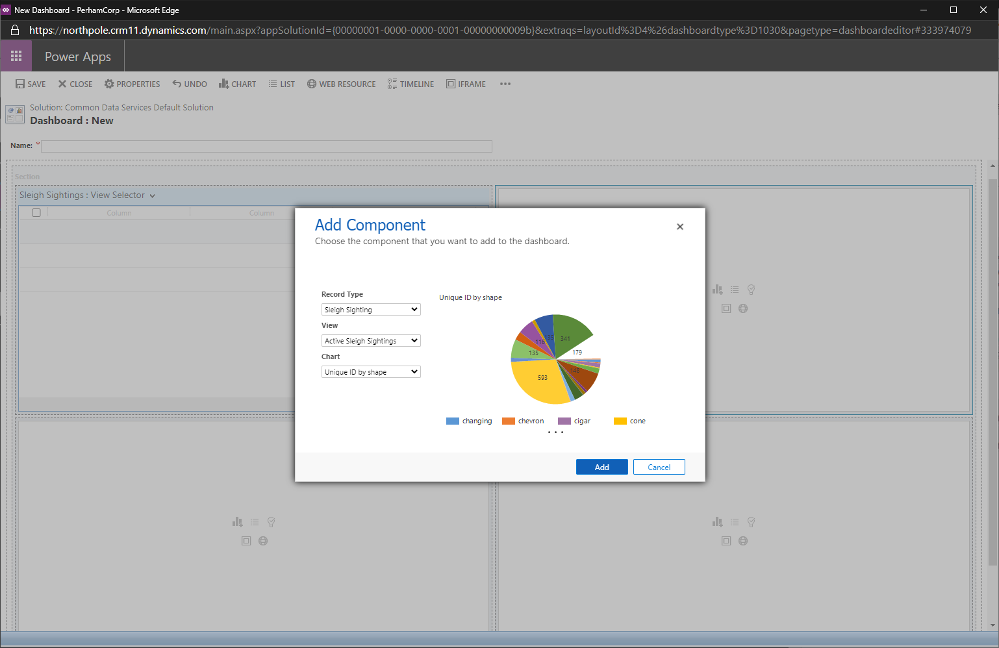 New Dashboard - PerhamCorp - Microsoft Edge
https://northpole.crm11.dynamics.com/main.aspx?appSolutionId={00000001-0000-0000-0001-00000000009b}&extraqs=layoutId%3D4%26dashboardtype%3D1030&pagetype=dashboardeditor#333974079
Power Apps
SAVE CLOSE PROPERTIES UNDO CHART LIST WEB RESOURCE TIMELINE IFRAME •••
Solution: Common Data Services Default Solution
Dashboard : New
Name: *
Section
Sleigh Sightings : View Selector
Column Column
Add Component
Choose the component that you want to add to the dashboard.
Record Type
Sleigh Sighting
View
Active Sleigh Sightings
Chart
Unique ID by shape
Unique ID by shape
341
179
148
593
135
116
133
changing chevron cigar cone
• • •
Add Cancel